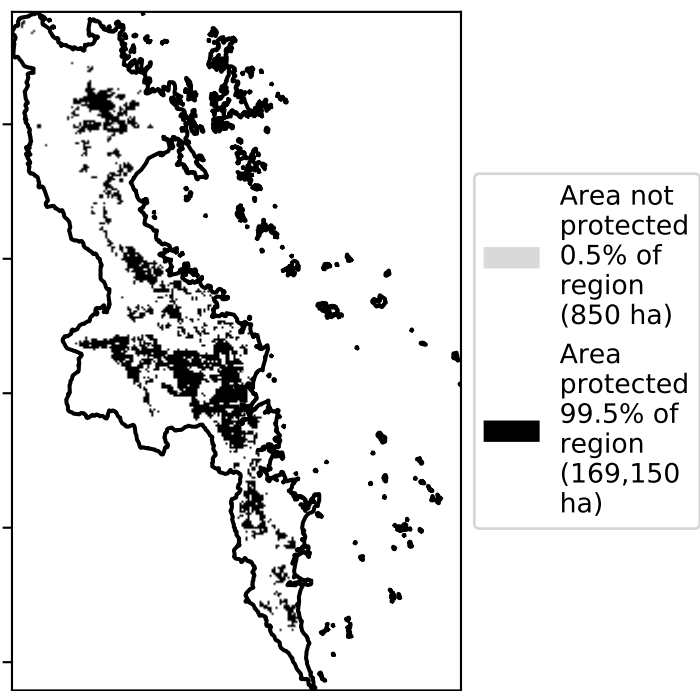 Area not
protected
0.5% of
region
(850 ha)
Area
protected
99.5% of
region
(169,150
ha)